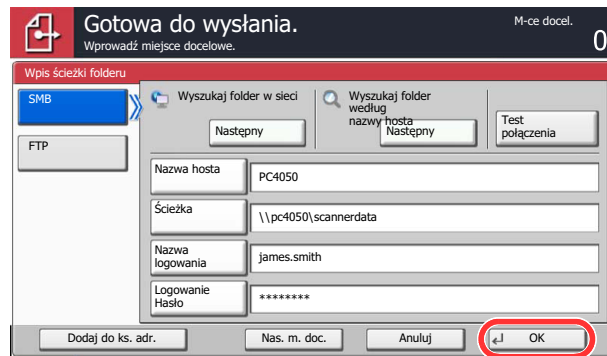 Gotowa do wysłania.
Wprowadź miejsce docelowe.
M-ce docel.
0
Wpis ścieżki folderu
SMB
FTP
Wyszukaj folder w sieci
Następny
Wyszukaj folder
według
nazwy hosta
Następny
Test
połączenia
Nazwa hosta
PC4050
Ścieżka
\\pc4050\scannerdata
Nazwa
logowania
james.smith
Logowanie
Hasło
********
Dodaj do ks. adr.
Nas. m. doc.
Anuluj
OK